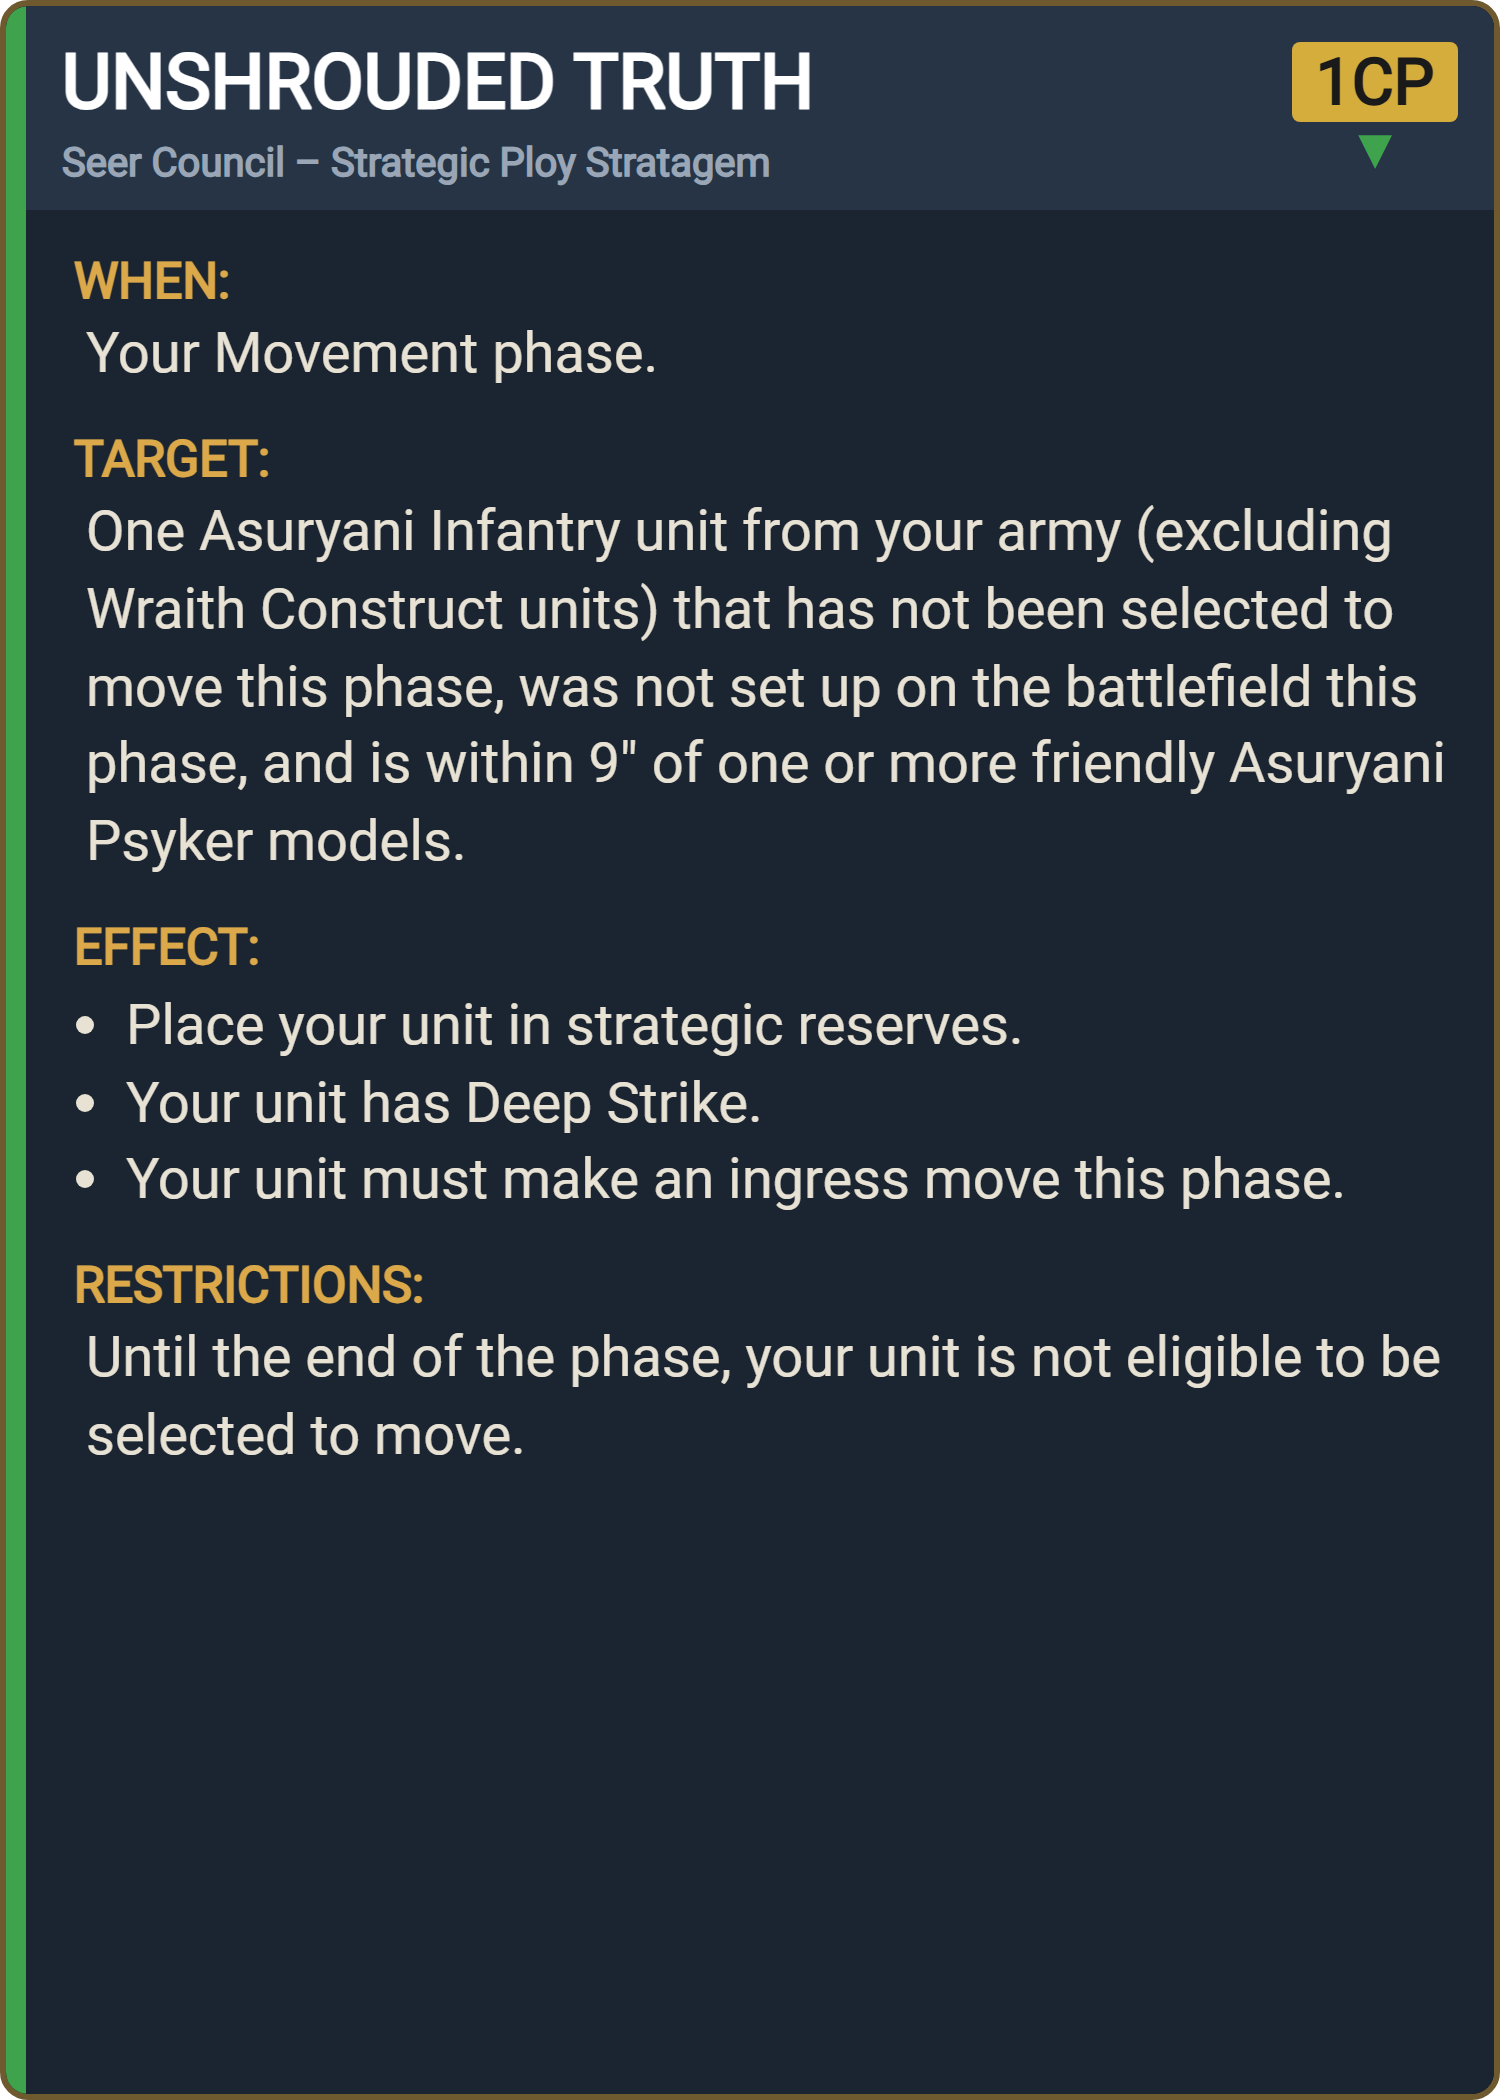 UNSHROUDED TRUTH
1CP
Seer Council – Strategic Ploy Stratagem
WHEN:
Your Movement phase.
TARGET:
One Asuryani Infantry unit from your army (excluding
Wraith Construct units) that has not been selected to
move this phase, was not set up on the battlefield this
phase, and is within 9" of one or more friendly Asuryani
Psyker models.
EFFECT:
• Place your unit in strategic reserves.
• Your unit has Deep Strike.
• Your unit must make an ingress move this phase.
RESTRICTIONS:
Until the end of the phase, your unit is not eligible to be
selected to move.